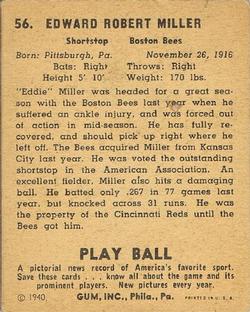 56. EDWARD ROBERT MILLER
Shortstop Boston Bees
Born: Pittsburgh, Pa. November 26, 1916
Bats: Right Throws: Right
Height 5' 10" Weight: 170 lbs.
"Eddie" Miller was headed for a great sea-
son with the Boston Bees last year when he
suffered an ankle injury, and was forced out
of action in mid-season. He has fully re-
covered, and should pick up right where he
left off. The Bees acquired Miller from Kansas
City last year. He was voted the outstanding
shortstop in the American Association. An
excellent fielder, Miller also hits a damaging
ball. He batted only .267 in 77 games last
year, but knocked across 31 runs. He was
the property of the Cincinnati Reds until the
Bees got him.
PLAY BALL
A pictorial news record of America's favorite sport.
Save these cards . . . know all about the game and its
prominent players. New pictures every year.
© 1940 GUM, INC., Phila., Pa. PRINTED IN U. S. A.